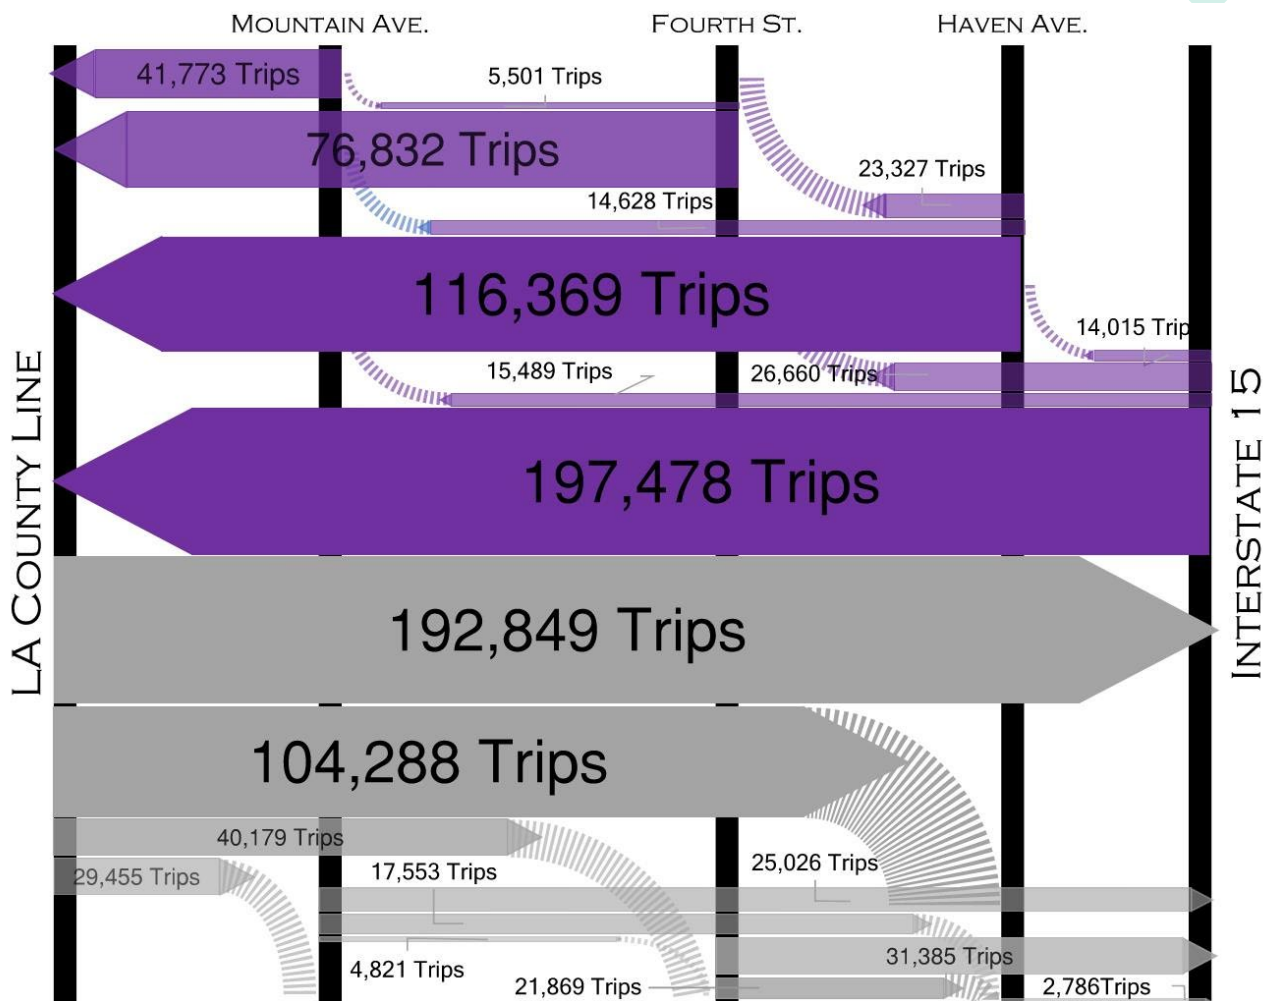 MOUNTAIN AVE.
FOURTH ST.
HAVEN AVE.
41,773 Trips
5,501 Trips
76,832 Trips
23,327 Trips
14,628 Trips
116,369 Trips
14,015 Trip
15,489 Trips
26,660 Trips
LA COUNTY LINE
INTERSTATE 15
197,478 Trips
192,849 Trips
104,288 Trips
40,179 Trips
29,455 Trips
17,553 Trips
25,026 Trips
4,821 Trips
31,385 Trips
21,869 Trips
2,786Trips